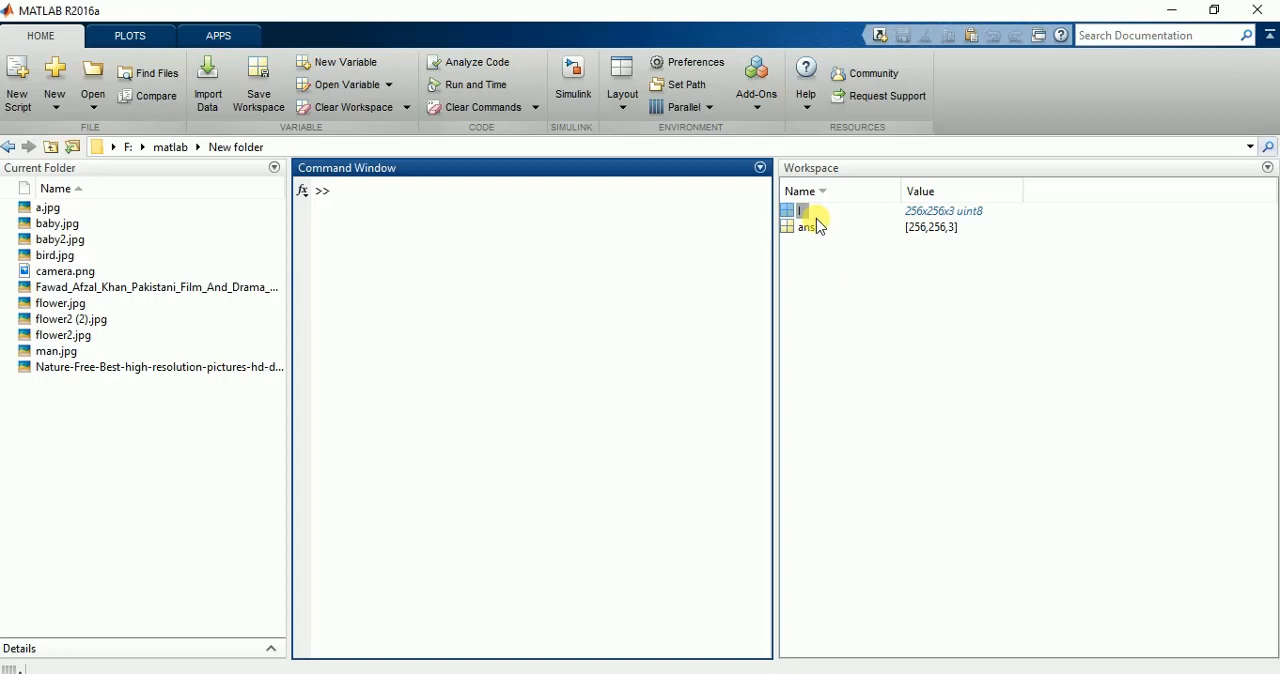 MATLAB R2016a
HOME PLOTS APPS
Search Documentation
New Script
New
Open
Find Files
Compare
FILE
Import Data
Save Workspace
New Variable
Open Variable
Clear Workspace
VARIABLE
Analyze Code
Run and Time
Clear Commands
CODE
Simulink
SIMULINK
Layout
Preferences
Set Path
Parallel
Add-Ons
ENVIRONMENT
Help
Community
Request Support
RESOURCES
F: matlab New folder
Current Folder
Name
a.jpg
baby.jpg
baby2.jpg
bird.jpg
camera.png
Fawad_Afzal_Khan_Pakistani_Film_And_Drama_...
flower.jpg
flower2 (2).jpg
flower2.jpg
man.jpg
Nature-Free-Best-high-resolution-pictures-hd-d...
Details
Command Window
fx >>
Workspace
Name Value
I 256x256x3 uint8
ans [256,256,3]